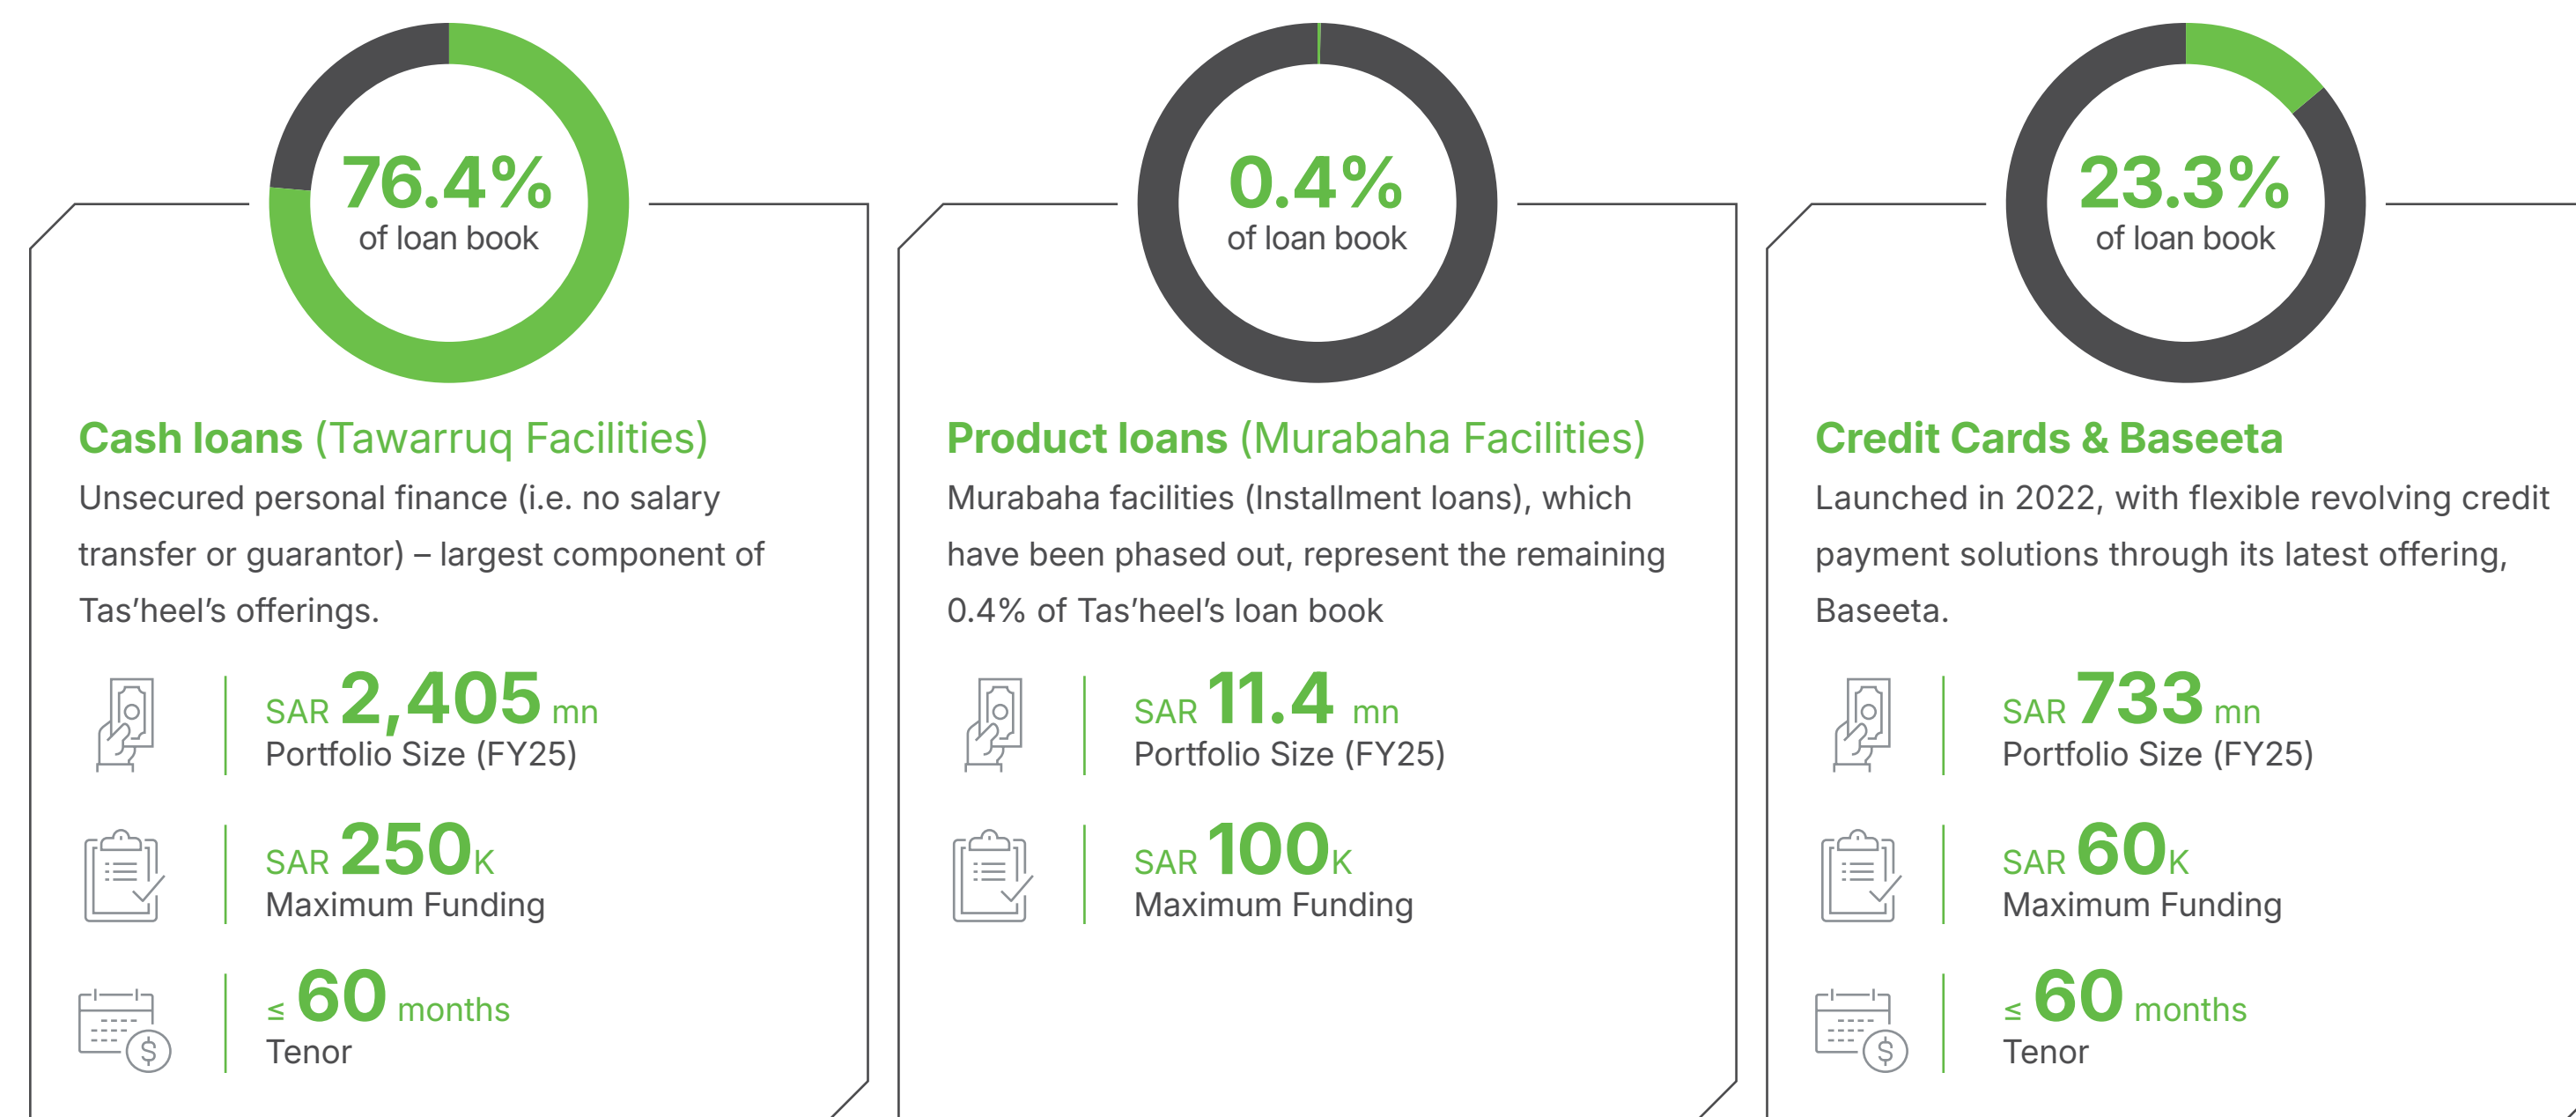 76.4%
of loan book
Cash loans (Tawarruq Facilities)
Unsecured personal finance (i.e. no salary
transfer or guarantor) – largest component of
Tas’heel’s offerings.
SAR 2,405 mn
Portfolio Size (FY25)
SAR 250K
Maximum Funding
≤ 60 months
Tenor
0.4%
of loan book
Product loans (Murabaha Facilities)
Murabaha facilities (Installment loans), which
have been phased out, represent the remaining
0.4% of Tas’heel’s loan book
SAR 11.4 mn
Portfolio Size (FY25)
SAR 100K
Maximum Funding
23.3%
of loan book
Credit Cards & Baseeta
Launched in 2022, with flexible revolving credit
payment solutions through its latest offering,
Baseeta.
SAR 733 mn
Portfolio Size (FY25)
SAR 60K
Maximum Funding
≤ 60 months
Tenor